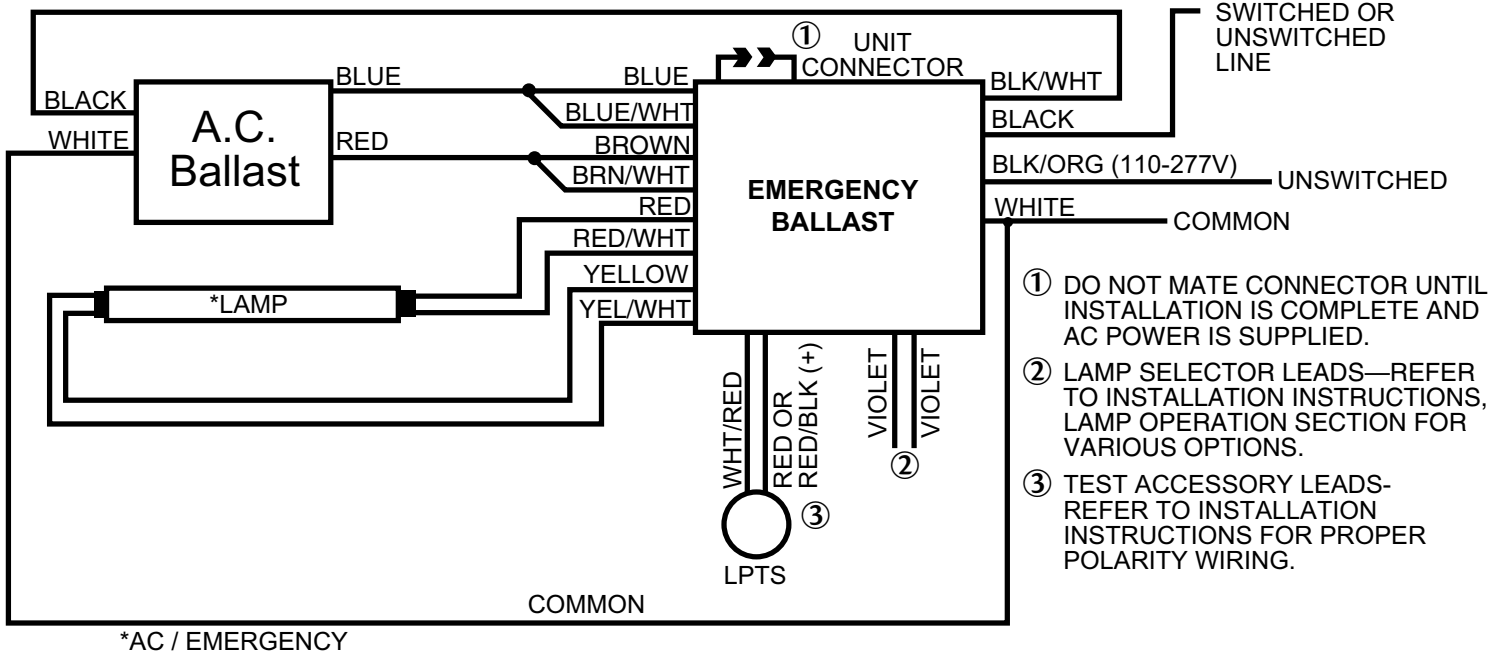 BLACK
WHITE
A.C.
Ballast
BLUE
RED
BLUE
BLUE/WHT
BROWN
BRN/WHT
RED
RED/WHT
YELLOW
YEL/WHT
*LAMP
① UNIT
CONNECTOR
EMERGENCY
BALLAST
BLK/WHT
BLACK
BLK/ORG (110-277V)
WHITE
SWITCHED OR
UNSWITCHED
LINE
UNSWITCHED
COMMON
WHT/RED
RED OR
RED/BLK (+)
VIOLET
VIOLET
②
③
LPTS
① DO NOT MATE CONNECTOR UNTIL
INSTALLATION IS COMPLETE AND
AC POWER IS SUPPLIED.
② LAMP SELECTOR LEADS—REFER
TO INSTALLATION INSTRUCTIONS,
LAMP OPERATION SECTION FOR
VARIOUS OPTIONS.
③ TEST ACCESSORY LEADS-
REFER TO INSTALLATION
INSTRUCTIONS FOR PROPER
POLARITY WIRING.
COMMON
*AC / EMERGENCY